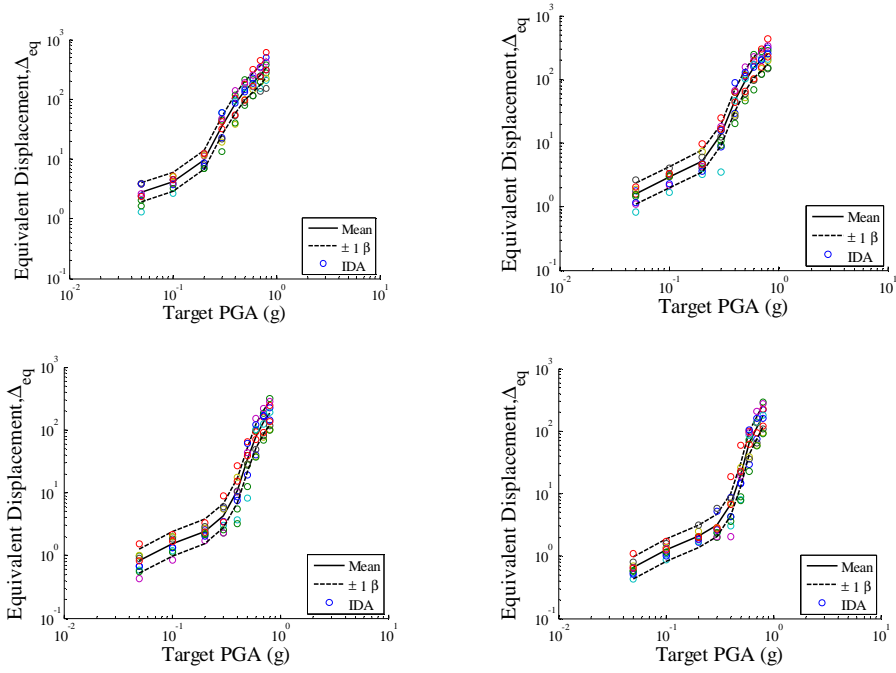 Equivalent Displacement,Δeq
10^3
10^2
10^1
10^0
10^-1
Mean
± 1 β
IDA
10^-2
10^-1
10^0
10^1
Target PGA (g)
Equivalent Displacement,Δeq
10^3
10^2
10^1
10^0
10^-1
Mean
± 1 β
IDA
10^-2
10^-1
10^0
10^1
Target PGA (g)
Equivalent Displacement,Δeq
10^3
10^2
10^1
10^0
10^-1
Mean
± 1 β
IDA
10^-2
10^-1
10^0
10^1
Target PGA (g)
Equivalent Displacement,Δeq
10^3
10^2
10^1
10^0
10^-1
Mean
± 1 β
IDA
10^-2
10^-1
10^0
10^1
Target PGA (g)